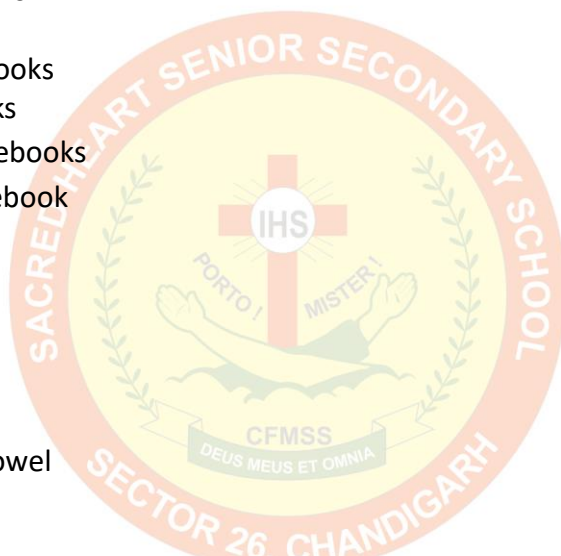 ooks
ks
ebooks
ebook
owel
SACRED HEART SENIOR SECONDARY SCHOOL
IHS
PORTO! MISTER!
CFMSS
DEUS MEUS ET OMNIA
SECTOR 26 CHANDIGARH